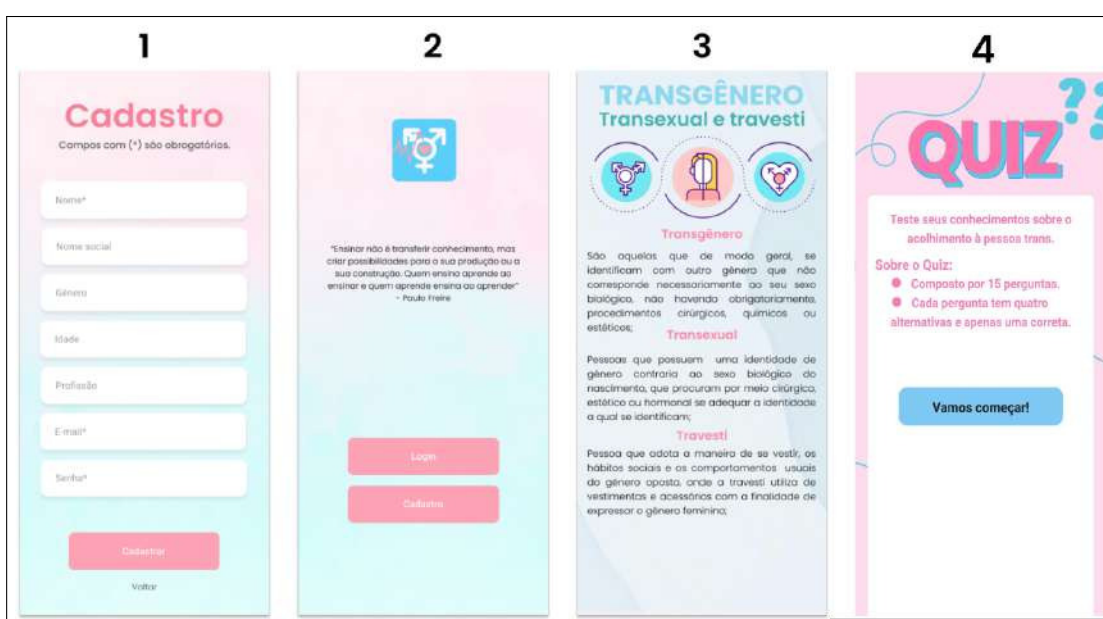 1
Cadastro
Campos com (*) são obrogatórios.
Nome*
Nome social
Gênero
Idade
Profissão
E-mail*
Senha*
Cadastrar
Voltar
2
"Ensinar não é transferir conhecimento, mas
criar possibilidades para a sua produção ou a
sua construção. Quem ensina aprende ao
ensinar e quem aprende ensina ao aprender"
- Paulo Freire
Login
Cadastro
3
TRANSGÊNERO
Transexual e travesti
Transgênero
São aqueles que de modo geral, se
identificam com outro gênero que não
corresponde necessariamente ao seu sexo
biológico, não havendo obrigatoriamente,
procedimentos cirúrgicos, químicos ou
estéticos;
Transexual
Pessoas que possuem uma identidade de
gênero contraria ao sexo biológico do
nascimento, que procuram por meio cirúrgico,
estético ou hormonal se adequar a identidade
a qual se identificam;
Travesti
Pessoa que adota a maneira de se vestir, os
hábitos sociais e os comportamentos usuais
do gênero oposto, onde a travesti utiliza de
vestimentas e acessórios com a finalidade de
expressar o gênero feminino;
4
??
QUIZ
Teste seus conhecimentos sobre o
acolhimento à pessoa trans.
Sobre o Quiz:
● Composto por 15 perguntas.
● Cada pergunta tem quatro
alternativas e apenas uma correta.
Vamos começar!